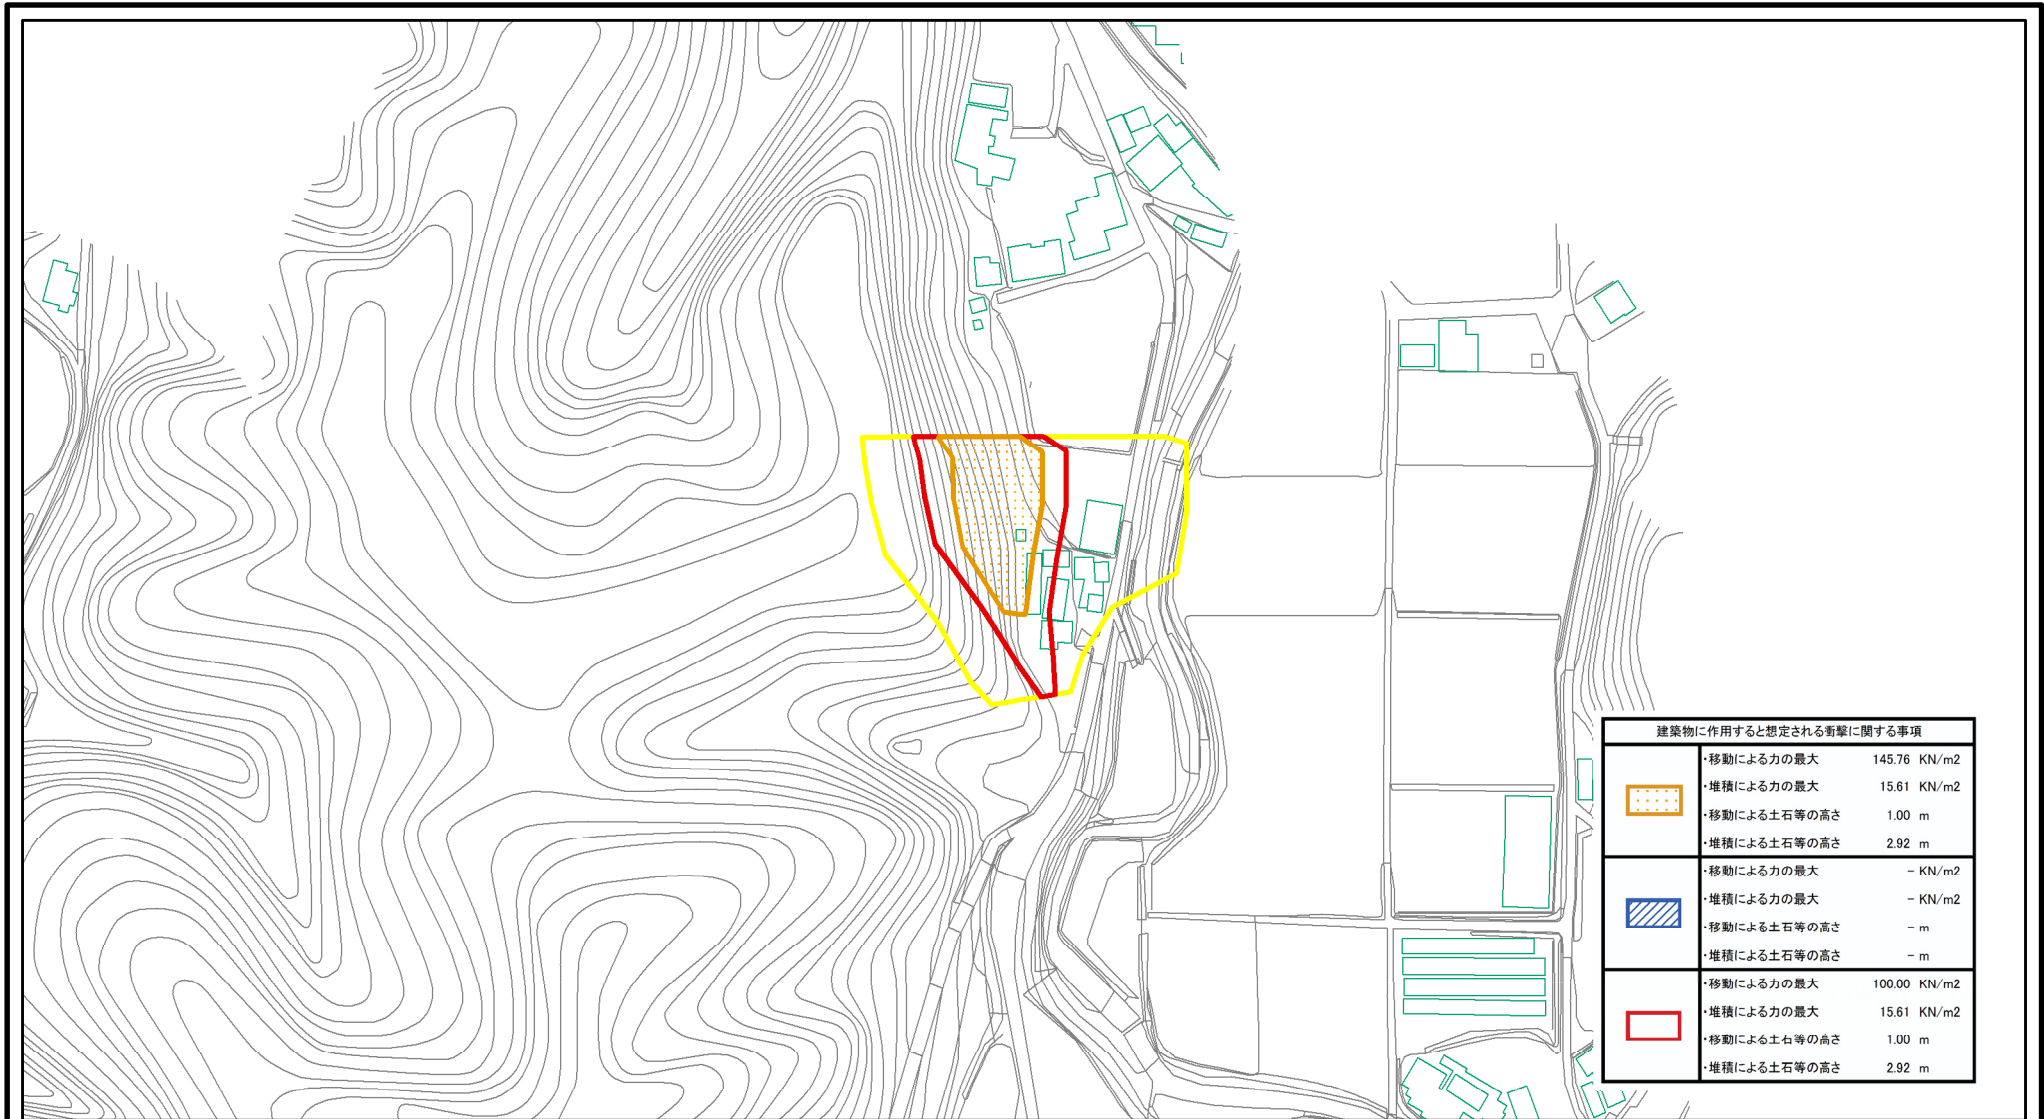 建築物に作用すると想定される衝撃に関する事項
・移動による力の最大 145.76 KN/m2
・堆積による力の最大 15.61 KN/m2
・移動による土石等の高さ 1.00 m
・堆積による土石等の高さ 2.92 m
・移動による力の最大 - KN/m2
・堆積による力の最大 - KN/m2
・移動による土石等の高さ - m
・堆積による土石等の高さ - m
・移動による力の最大 100.00 KN/m2
・堆積による力の最大 15.61 KN/m2
・移動による土石等の高さ 1.00 m
・堆積による土石等の高さ 2.92 m